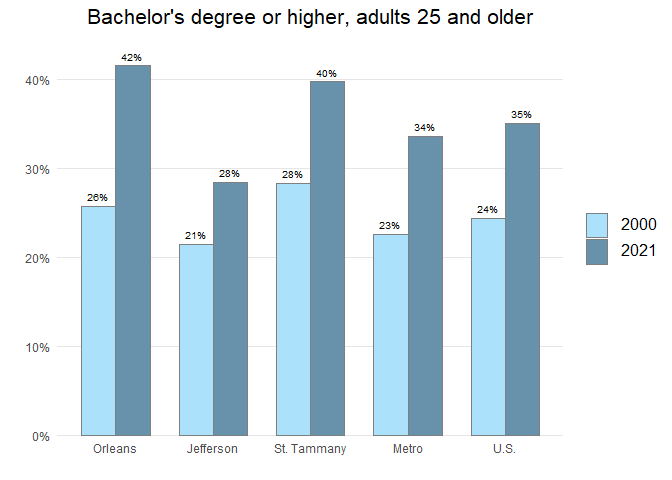 Bachelor's degree or higher, adults 25 and older
40%
30%
20%
10%
0%
26%
42%
21%
28%
28%
40%
23%
34%
24%
35%
Orleans
Jefferson
St. Tammany
Metro
U.S.
2000
2021